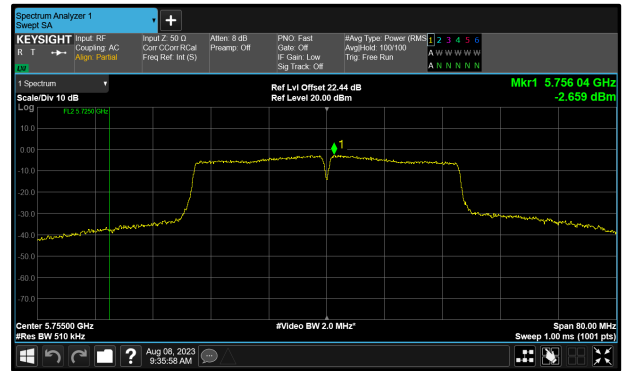 Spectrum Analyzer 1
Swept SA
KEYSIGHT
R T
LW
Input: RF
Coupling: AC
Align: Partial
Input Z: 50 Ω
Corr CCorr RCal
Freq Ref: Int (S)
Atten: 8 dB
Preamp: Off
PNO: Fast
Gate: Off
IF Gain: Low
Sig Track: Off
#Avg Type: Power (RMS
Avg|Hold: 100/100
Trig: Free Run
1 2 3 4 5 6
A W W W W W
A N N N N N
1 Spectrum
Scale/Div 10 dB
Log
Ref Lvl Offset 22.44 dB
Ref Level 20.00 dBm
Mkr1 5.756 04 GHz
-2.659 dBm
FL2 5.7250 GHz
1
10.0
0.00
-10.0
-20.0
-30.0
-40.0
-50.0
-60.0
-70.0
Center 5.75500 GHz
#Res BW 510 kHz
#Video BW 2.0 MHz*
Span 80.00 MHz
Sweep 1.00 ms (1001 pts)
?
Aug 08, 2023
9:35:58 AM